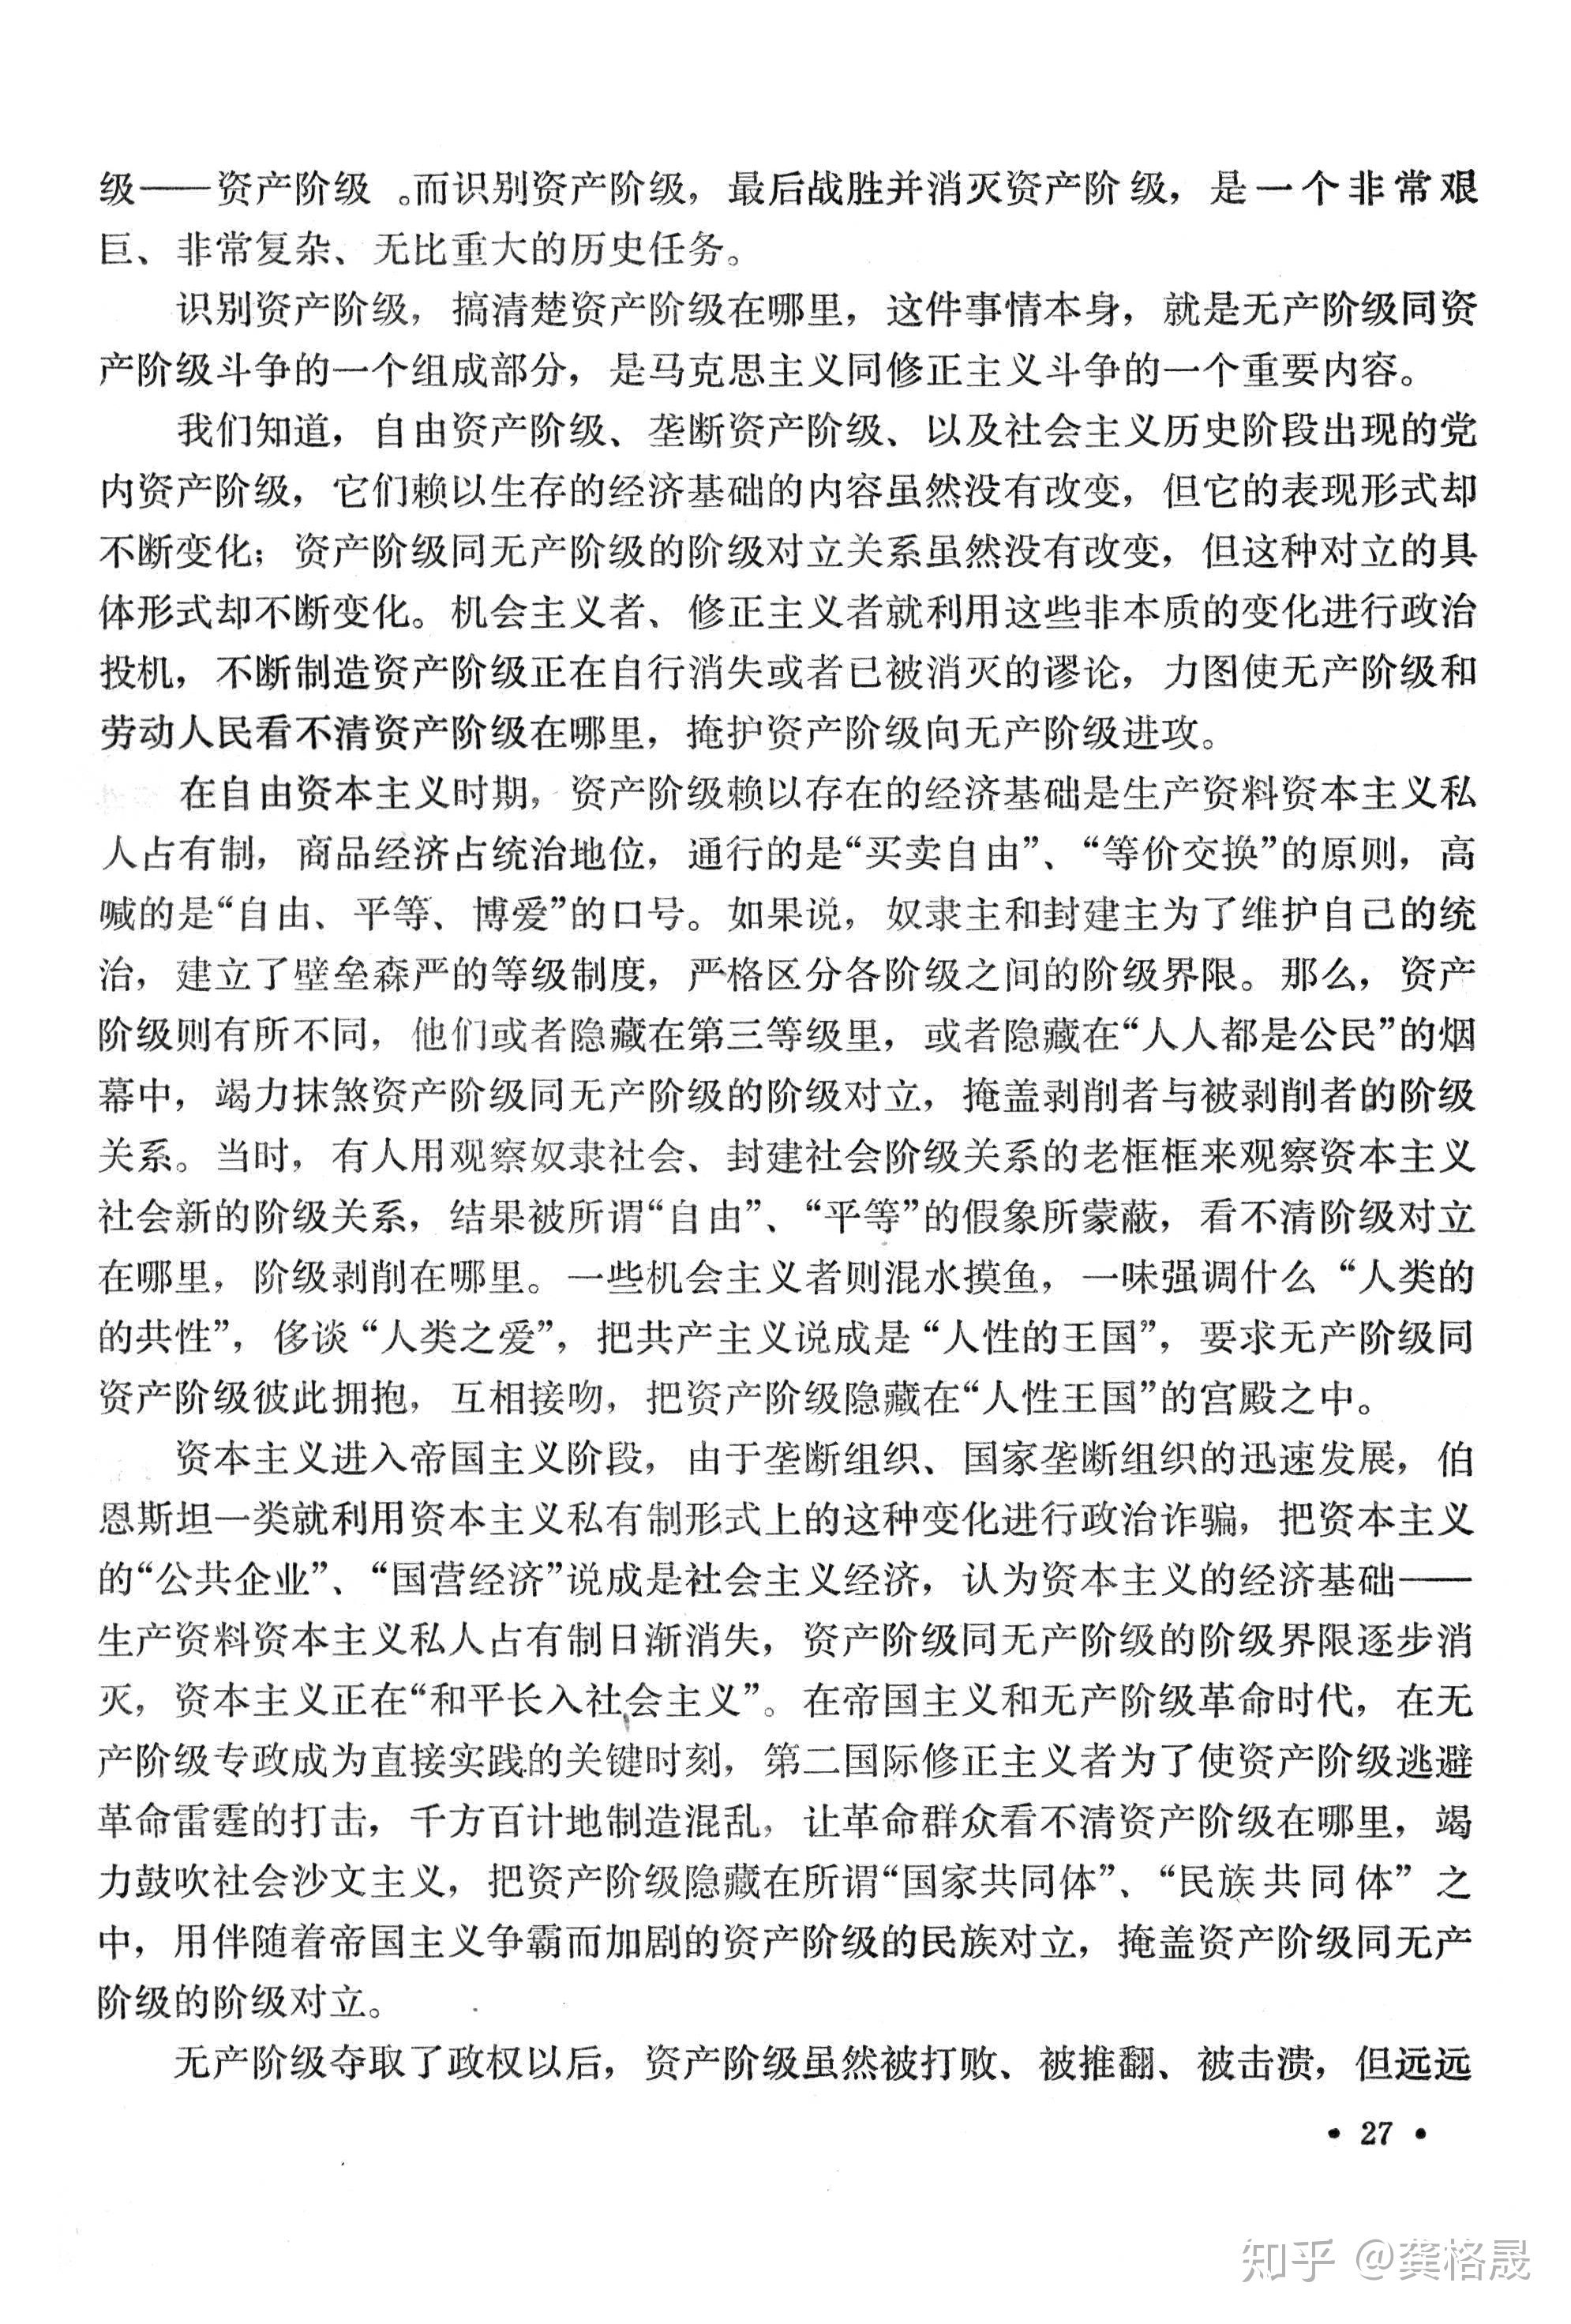 级——资产阶级。而识别资产阶级，最后战胜并消灭资产阶级，是一个非常艰
巨、非常复杂、无比重大的历史任务。
识别资产阶级，搞清楚资产阶级在哪里，这件事情本身，就是无产阶级同资
产阶级斗争的一个组成部分，是马克思主义同修正主义斗争的一个重要内容。
我们知道，自由资产阶级、垄断资产阶级、以及社会主义历史阶段出现的党
内资产阶级，它们赖以生存的经济基础的内容虽然没有改变，但它的表现形式却
不断变化；资产阶级同无产阶级的阶级对立关系虽然没有改变，但这种对立的具
体形式却不断变化。机会主义者、修正主义者就利用这些非本质的变化进行政治
投机，不断制造资产阶级正在自行消失或者已被消灭的谬论，力图使无产阶级和
劳动人民看不清资产阶级在哪里，掩护资产阶级向无产阶级进攻。
在自由资本主义时期，资产阶级赖以存在的经济基础是生产资料资本主义私
人占有制，商品经济占统治地位，通行的是“买卖自由”、“等价交换”的原则，高
喊的是“自由、平等、博爱”的口号。如果说，奴隶主和封建主为了维护自己的统
治，建立了壁垒森严的等级制度，严格区分各阶级之间的阶级界限。那么，资产
阶级则有所不同，他们或者隐藏在第三等级里，或者隐藏在“人人都是公民”的烟
幕中，竭力抹煞资产阶级同无产阶级的阶级对立，掩盖剥削者与被剥削者的阶级
关系。当时，有人用观察奴隶社会、封建社会阶级关系的老框框来观察资本主义
社会新的阶级关系，结果被所谓“自由”、“平等”的假象所蒙蔽，看不清阶级对立
在哪里，阶级剥削在哪里。一些机会主义者则混水摸鱼，一味强调什么“人类的
的共性”，侈谈“人类之爱”，把共产主义说成是“人性的王国”，要求无产阶级同
资产阶级彼此拥抱，互相接吻，把资产阶级隐藏在“人性王国”的宫殿之中。
资本主义进入帝国主义阶段，由于垄断组织、国家垄断组织的迅速发展，伯
恩斯坦一类就利用资本主义私有制形式上的这种变化进行政治诈骗，把资本主义
的“公共企业”、“国营经济”说成是社会主义经济，认为资本主义的经济基础——
生产资料资本主义私人占有制日渐消失，资产阶级同无产阶级的阶级界限逐步消
灭，资本主义正在“和平长入社会主义”。在帝国主义和无产阶级革命时代，在无
产阶级专政成为直接实践的关键时刻，第二国际修正主义者为了使资产阶级逃避
革命雷霆的打击，千方百计地制造混乱，让革命群众看不清资产阶级在哪里，竭
力鼓吹社会沙文主义，把资产阶级隐藏在所谓“国家共同体”、“民族共同体”之
中，用伴随着帝国主义争霸而加剧的资产阶级的民族对立，掩盖资产阶级同无产
阶级的阶级对立。
无产阶级夺取了政权以后，资产阶级虽然被打败、被推翻、被击溃，但远远
• 27 •
知乎 @龚格晟